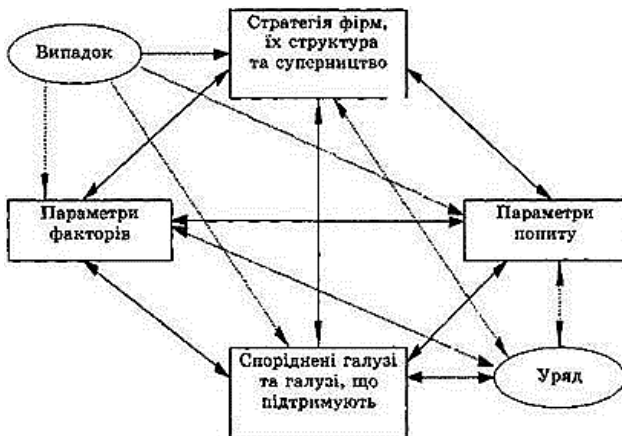 Стратегія фірм,
їх структура
та суперництво
Випадок
Параметри
факторів
Параметри
попиту
Споріднені галузі
та галузі, що
підтримують
Уряд